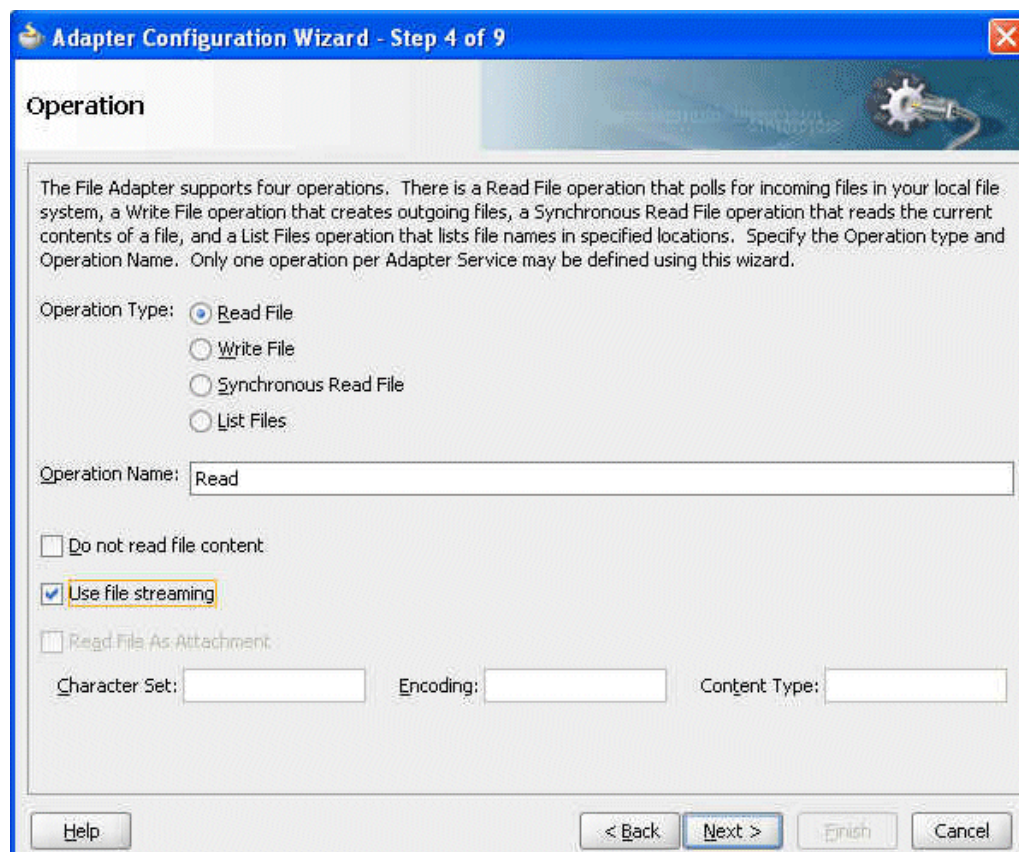 Adapter Configuration Wizard - Step 4 of 9
Operation
The File Adapter supports four operations. There is a Read File operation that polls for incoming files in your local file
system, a Write File operation that creates outgoing files, a Synchronous Read File operation that reads the current
contents of a file, and a List Files operation that lists file names in specified locations. Specify the Operation type and
Operation Name. Only one operation per Adapter Service may be defined using this wizard.
Operation Type: Read File
Write File
Synchronous Read File
List Files
Operation Name: Read
Do not read file content
Use file streaming
Read File As Attachment
Character Set: Encoding: Content Type:
Help < Back Next > Finish Cancel